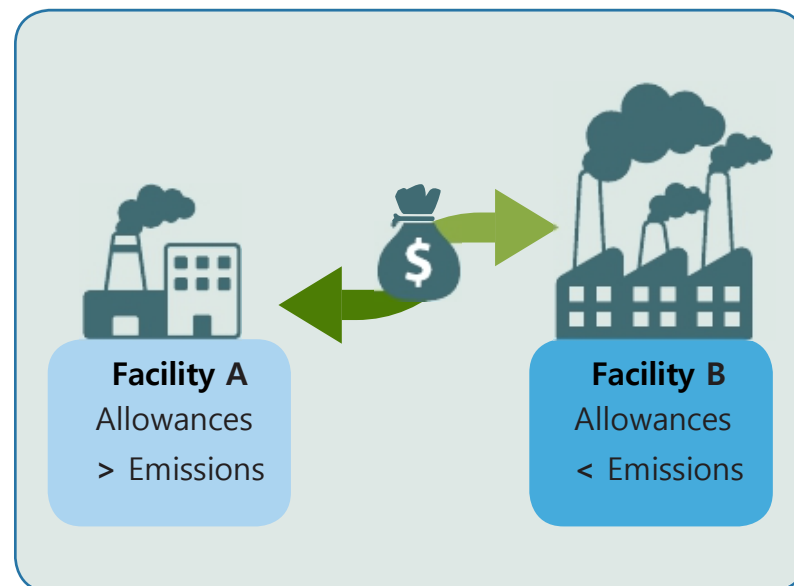 $
Facility A
Allowances
> Emissions
Facility B
Allowances
< Emissions